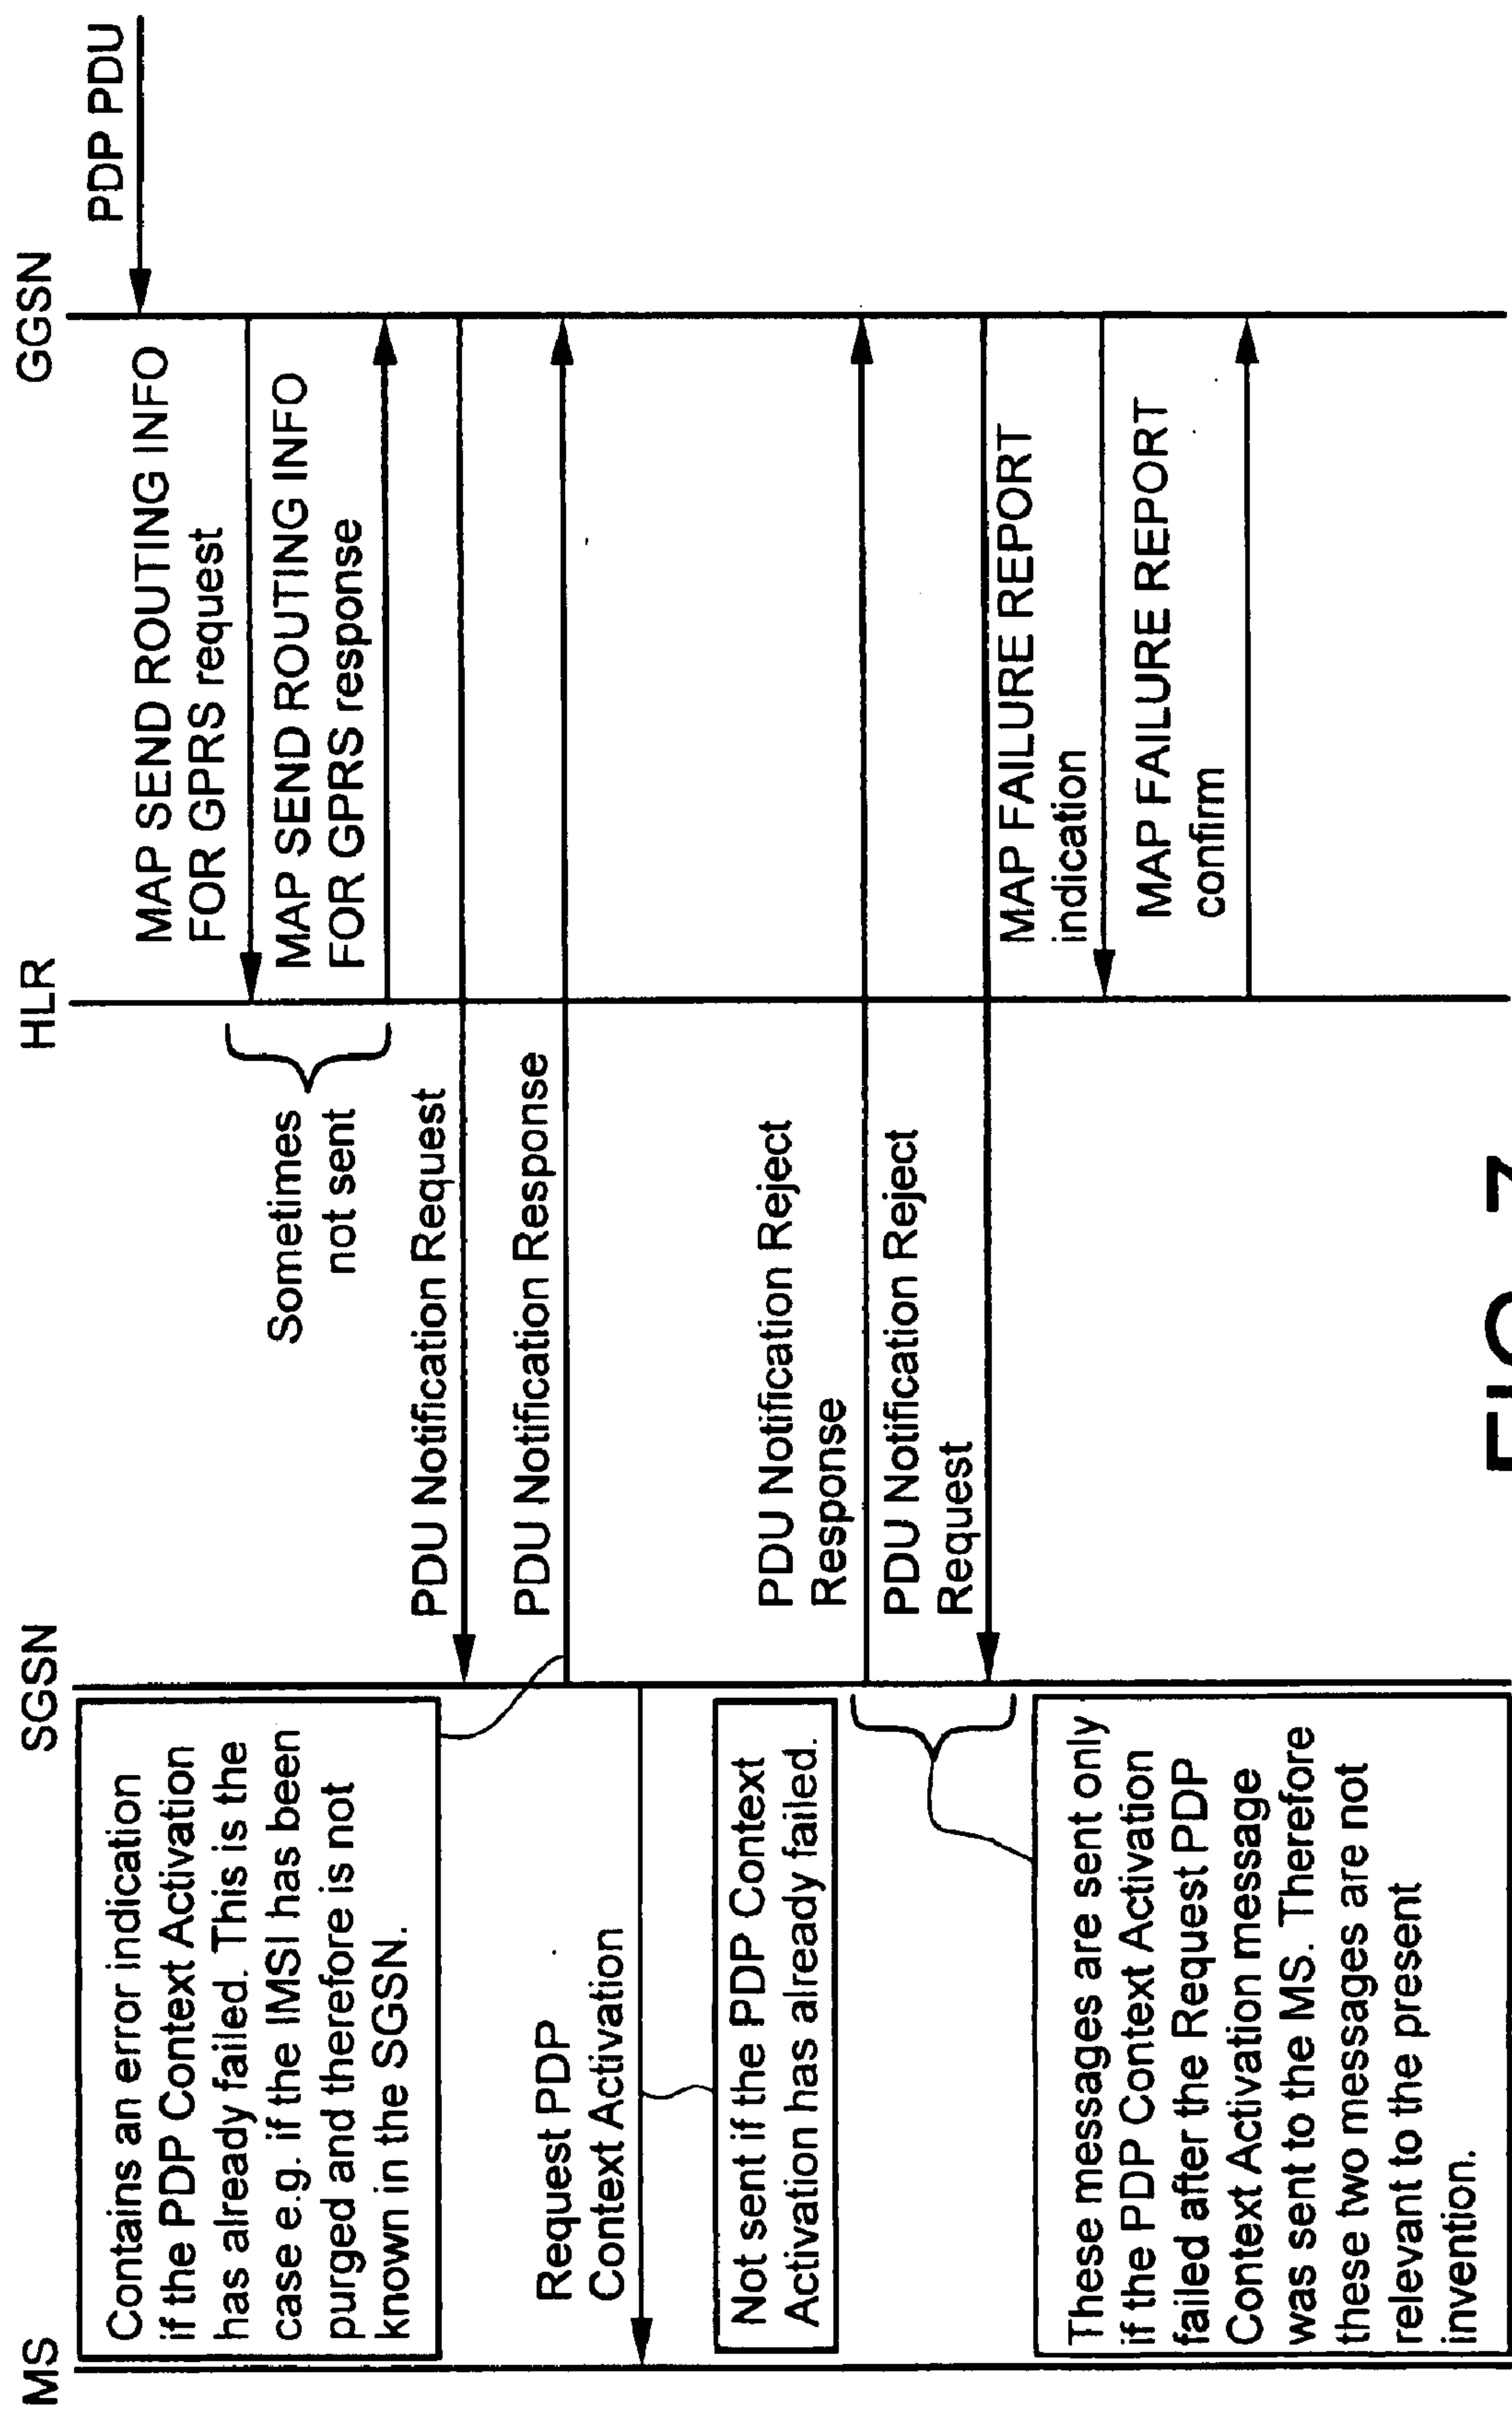 MS
SGSN
HLR
GGSN
PDP PDU
MAP SEND ROUTING INFO
FOR GPRS request
MAP SEND ROUTING INFO
FOR GPRS response
Sometimes
not sent
PDU Notification Request
PDU Notification Response
Contains an error indication
if the PDP Context Activation
has already failed. This is the
case e.g. if the IMSI has been
purged and therefore is not
known in the SGSN.
Request PDP
Context Activation
Not sent if the PDP Context
Activation has already failed.
PDU Notification Reject
Response
PDU Notification Reject
Request
These messages are sent only
if the PDP Context Activation
failed after the Request PDP
Context Activation message
was sent to the MS. Therefore
these two messages are not
relevant to the present
invention.
MAP FAILURE REPORT
indication
MAP FAILURE REPORT
confirm